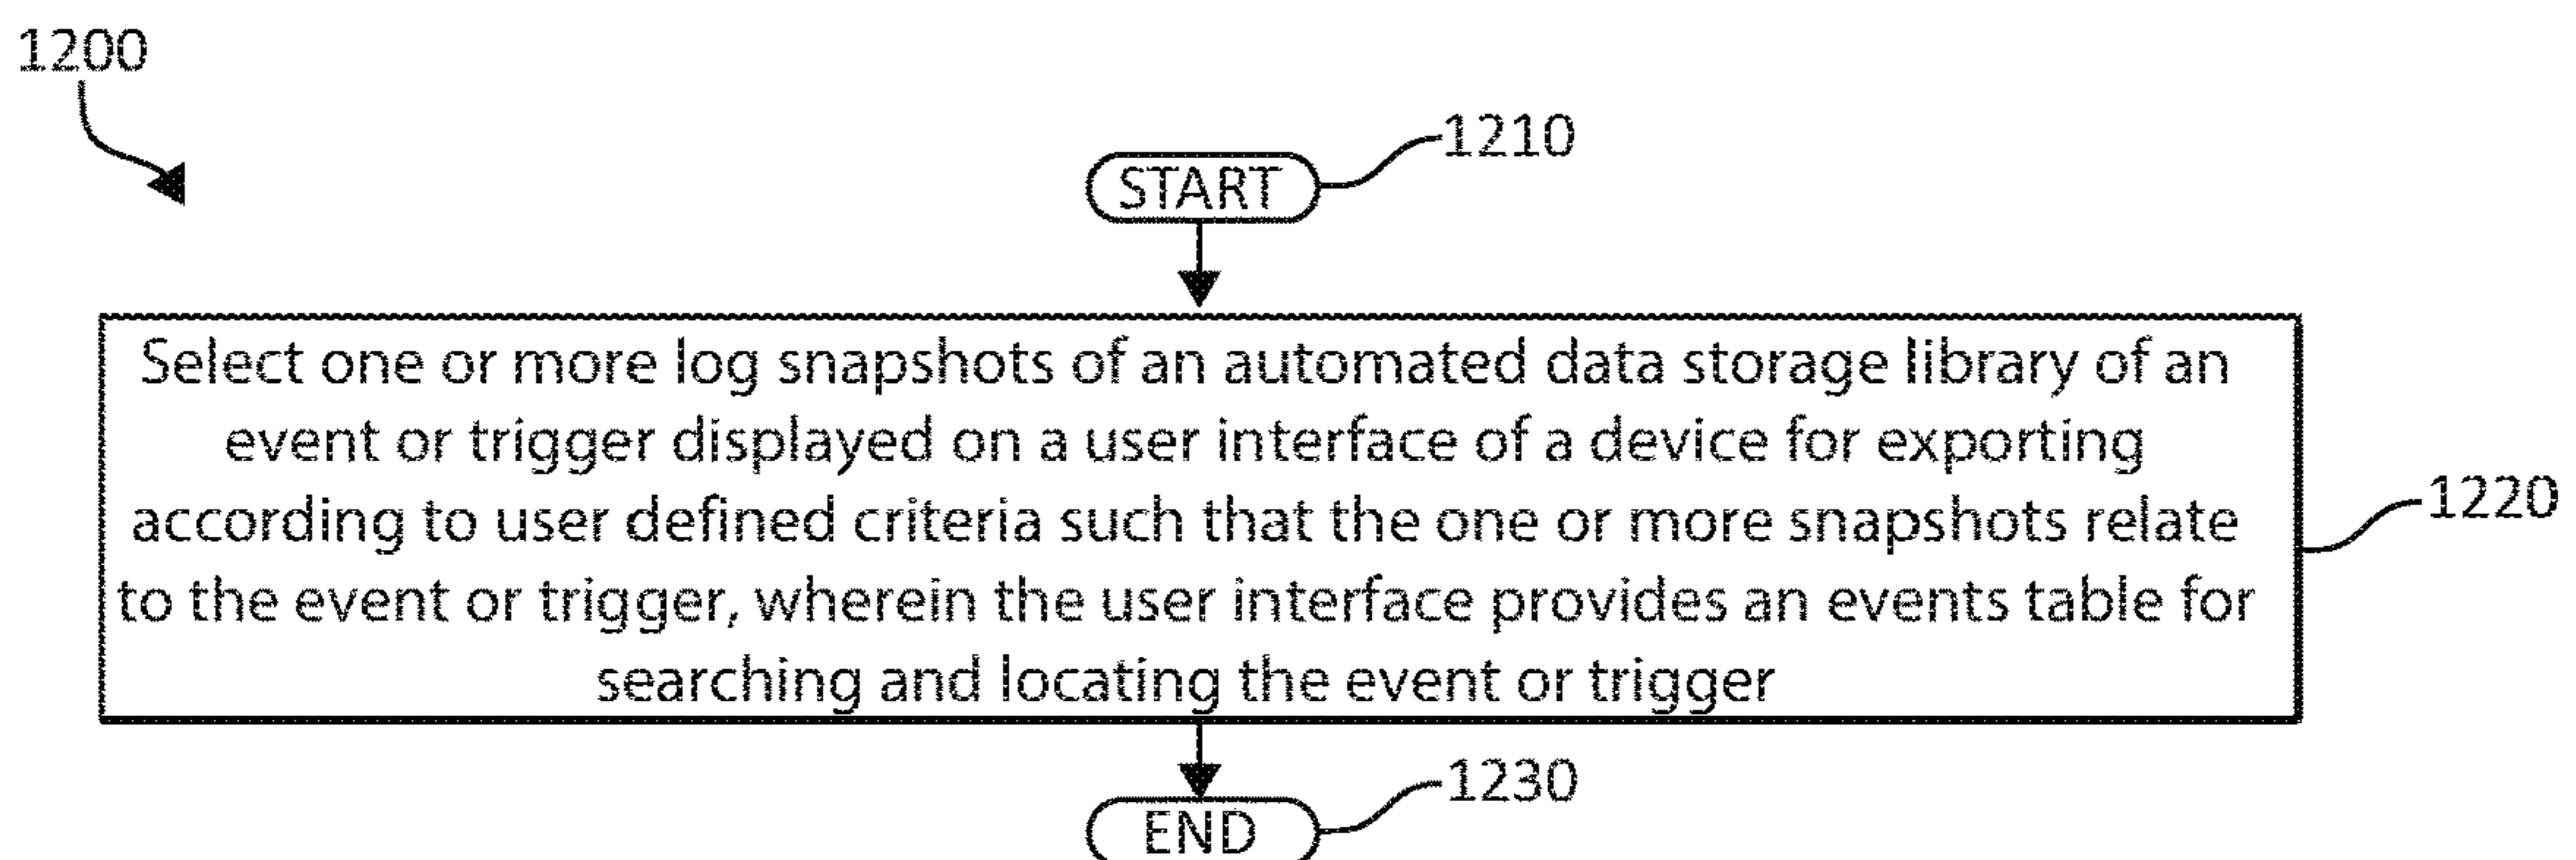 1200
1210
START
Select one or more log snapshots of an automated data storage library of an
event or trigger displayed on a user interface of a device for exporting
according to user defined criteria such that the one or more snapshots relate
to the event or trigger, wherein the user interface provides an events table for
searching and locating the event or trigger
1220
1230
END